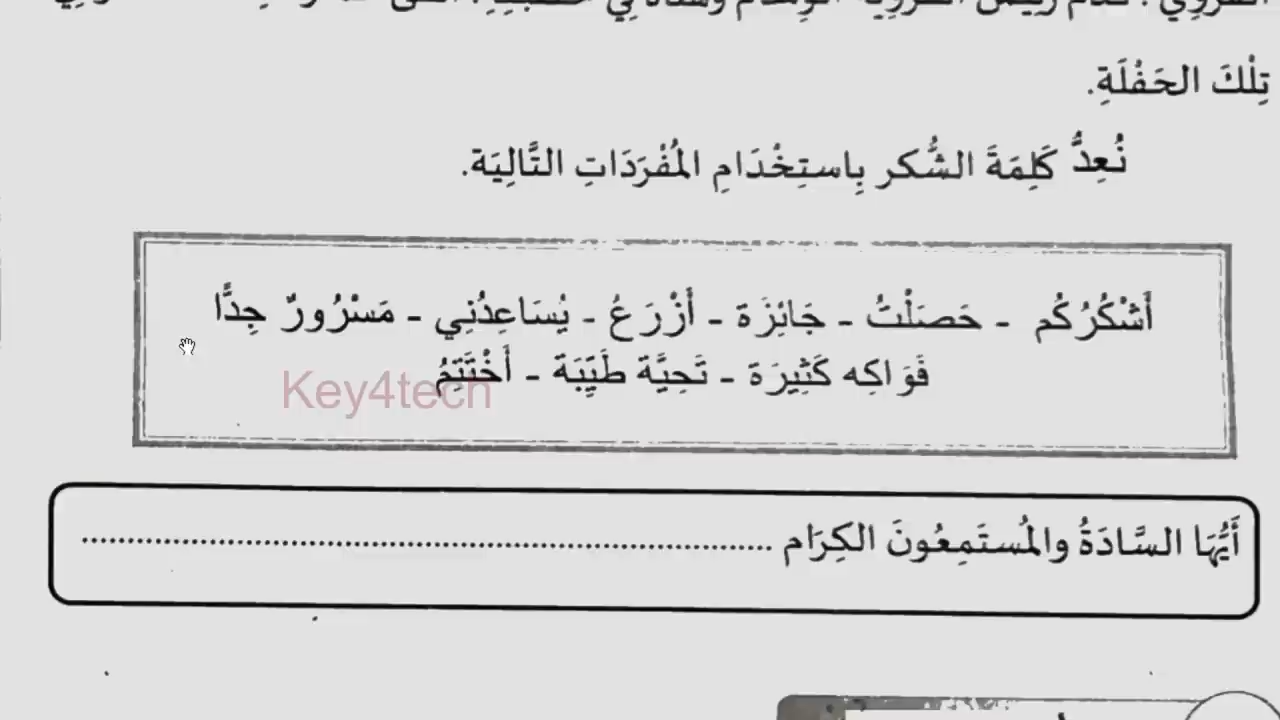 تِلْكَ الحَفْلَةِ.
نُعِدُّ كَلِمَةَ الشُّكر بِاستِخْدَامِ المُفْرَدَاتِ التَّالِيَة.
أَشْكُرُكُم - حَصَلْتُ - جَائِزَة - أَزْرَعُ - يُسَاعِدُنِي - مَسْرُورٌ جِدًّا
فَوَاكِه كَثِيرَة - تَحِيَّة طَيِّبَة - أَخْتَتِمُ
Key4tech
أَيُّهَا السَّادَةُ والمُستَمِعُونَ الكِرَام ......................................................................................